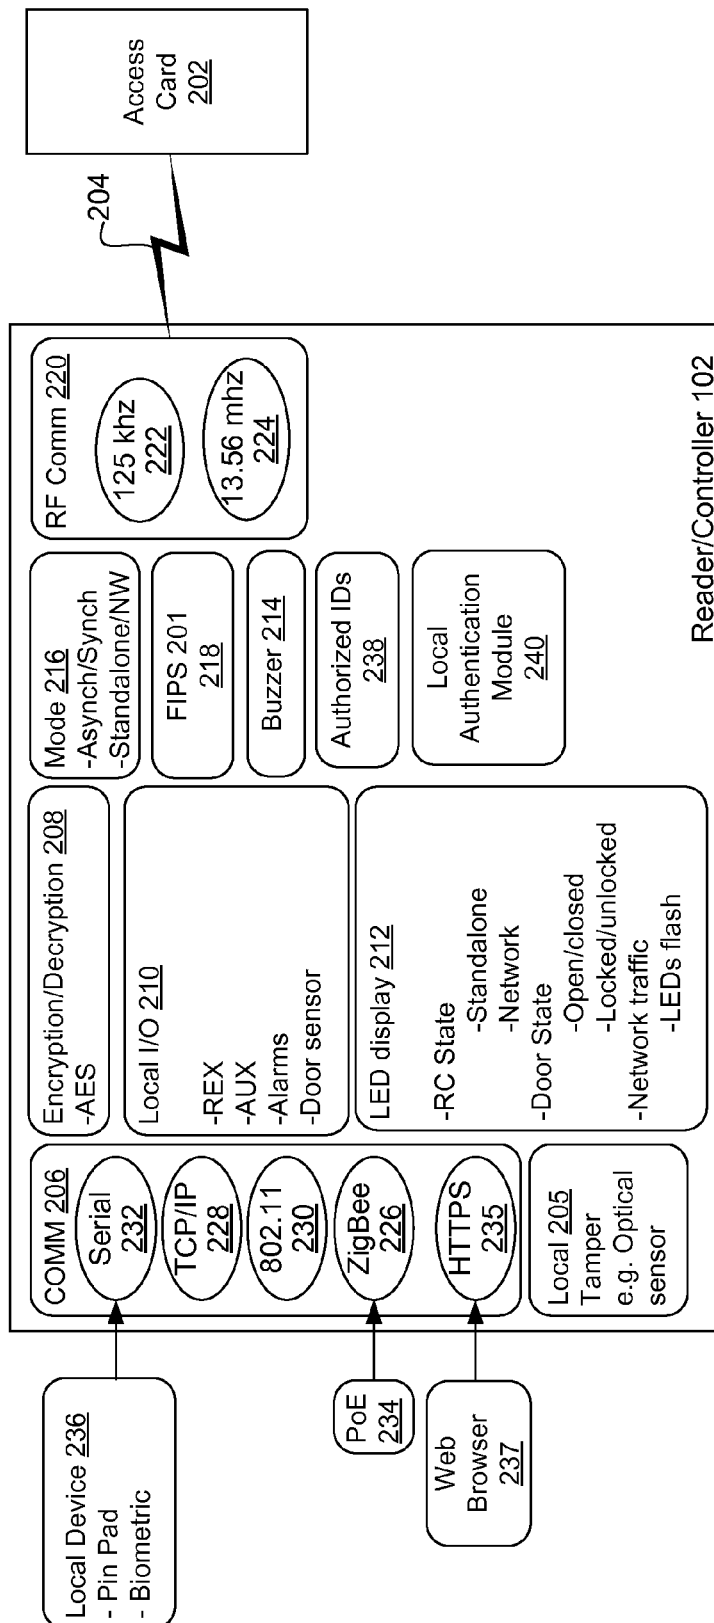 Local Device 236
- Pin Pad
- Biometric
PoE
234
Web
Browser
237
COMM 206
Serial
232
TCP/IP
228
802.11
230
ZigBee
226
HTTPS
235
Local 205
Tamper
e.g. Optical
sensor
Encryption/Decryption 208
-AES
Local I/O 210
-REX
-AUX
-Alarms
-Door sensor
LED display 212
-RC State
-Standalone
-Network
-Door State
-Open/closed
-Locked/unlocked
-Network traffic
-LEDs flash
Mode 216
-Asynch/Synch
-Standalone/NW
FIPS 201
218
Buzzer 214
Authorized IDs
238
Local
Authentication
Module
240
RF Comm 220
125 khz
222
13.56 mhz
224
Reader/Controller 102
204
Access
Card
202